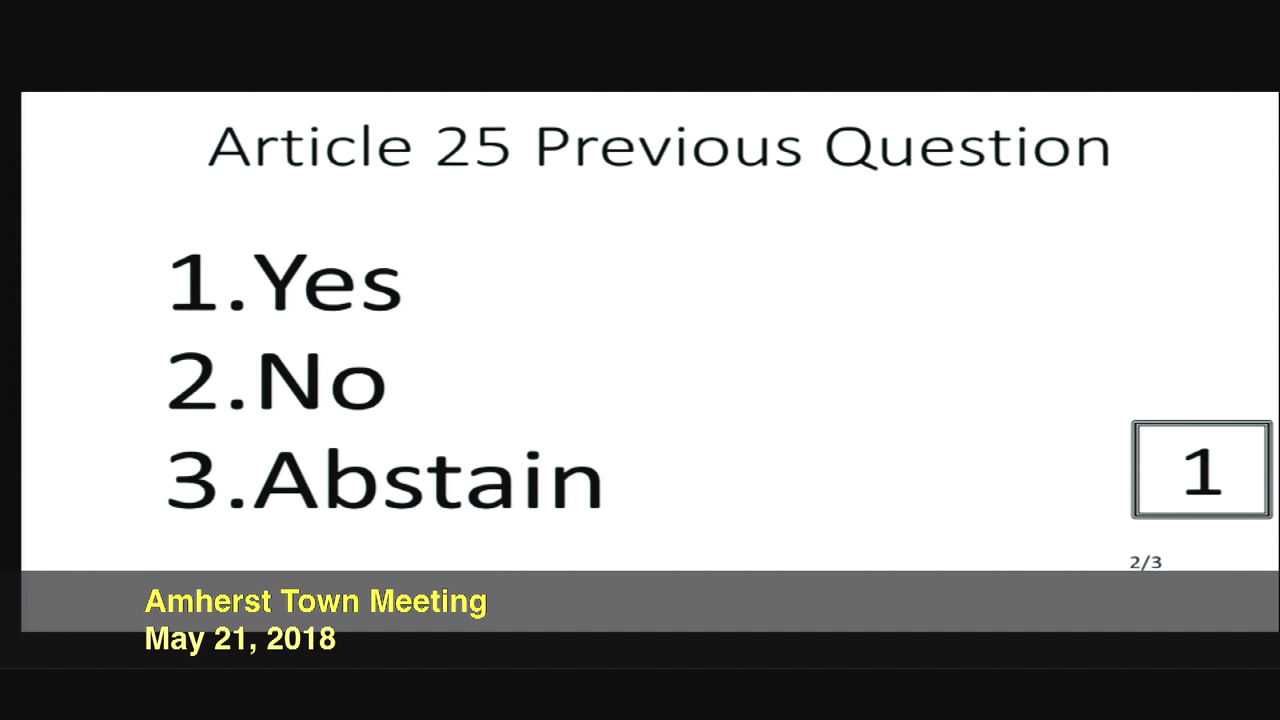 Article 25 Previous Question
1.Yes
2.No
3.Abstain
1
2/3
Amherst Town Meeting
May 21, 2018